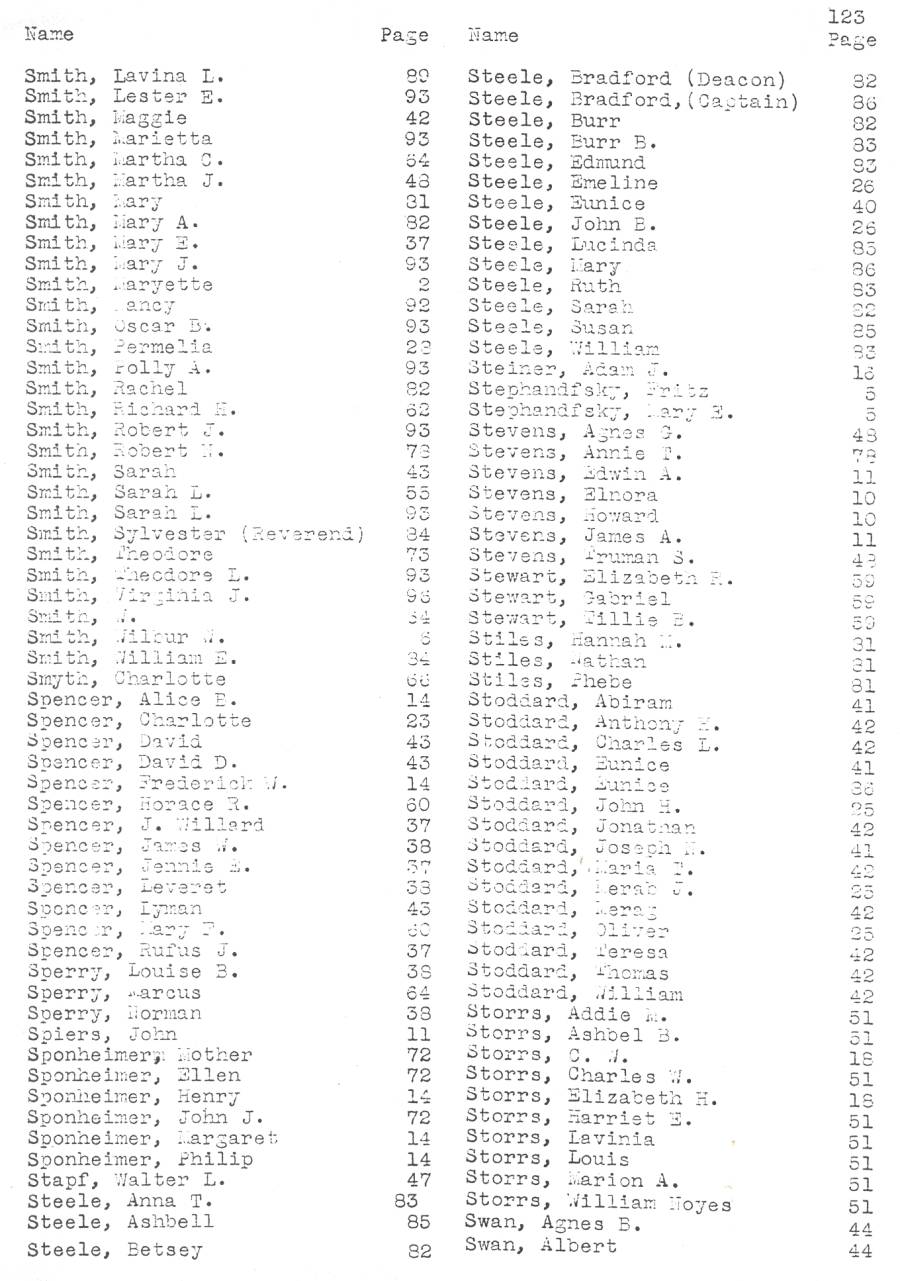 123
Name Page
Smith, Lavina L. 89
Smith, Lester E. 93
Smith, Maggie 42
Smith, Marietta 93
Smith, Martha C. 64
Smith, Martha J. 48
Smith, Mary 81
Smith, Mary A. 82
Smith, Mary E. 37
Smith, Mary J. 93
Smith, Maryette 2
Smith, Nancy 92
Smith, Oscar B. 93
Smith, Permelia
Smith, Polly A. 93
Smith, Rachel 82
Smith, Richard H. 62
Smith, Robert J. 93
Smith, Robert N.
Smith, Sarah 43
Smith, Sarah L. 55
Smith, Sarah L. 93
Smith, Sylvester (Reverend) 84
Smith, Theodore 73
Smith, Theodore L. 93
Smith, Virginia J. 96
Smith, W.
Smith, Wilbur W. 6
Smith, William E. 84
Smyth, Charlotte 66
Spencer, Alice E. 14
Spencer, Charlotte 23
Spencer, David 43
Spencer, David D. 43
Spencer, Frederick W. 14
Spencer, Horace R. 60
Spencer, J. Willard 37
Spencer, James W. 38
Spencer, Jennie E. 37
Spencer, Leveret 38
Spencer, Lyman 43
Spencer, Mary F. 60
Spencer, Rufus J. 37
Sperry, Louise B. 38
Sperry, Marcus 64
Sperry, Norman 38
Spiers, John 11
Sponheimer, Mother 72
Sponheimer, Ellen 72
Sponheimer, Henry 14
Sponheimer, John J. 72
Sponheimer, Margaret 14
Sponheimer, Philip 14
Stapf, Walter L. 47
Steele, Anna T. 83
Steele, Ashbell 85
Steele, Betsey 82
Name Page
Steele, Bradford (Deacon) 82
Steele, Bradford,(Captain) 86
Steele, Burr 82
Steele, Burr B. 83
Steele, Edmund 83
Steele, Emeline 26
Steele, Eunice 40
Steele, John B. 26
Steele, Lucinda 85
Steele, Mary 86
Steele, Ruth 83
Steele, Sarah 82
Steele, Susan 85
Steele, William 83
Steiner, Adam J. 16
Stephandfsky, Fritz 5
Stephandfsky, Mary E. 5
Stevens, Agnes G. 48
Stevens, Annie T.
Stevens, Edwin A. 11
Stevens, Elnora 10
Stevens, Howard 10
Stevens, James A. 11
Stevens, Truman S. 48
Stewart, Elizabeth R. 59
Stewart, Gabriel 59
Stewart, Tillie B. 59
Stiles, Hannah M. 81
Stiles, Nathan 81
Stiles, Phebe 81
Stoddard, Abiram 41
Stoddard, Anthony H. 42
Stoddard, Charles L. 42
Stoddard, Eunice 41
Stoddard, Eunice 86
Stoddard, John H. 25
Stoddard, Jonathan 42
Stoddard, Joseph N. 41
Stoddard, Maria T. 42
Stoddard, Merab J. 25
Stoddard, 42
Stoddard, Oliver 25
Stoddard, Teresa 42
Stoddard, Thomas 42
Stoddard, William 42
Storrs, Addie M. 51
Storrs, Ashbel B. 51
Storrs, C. W. 18
Storrs, Charles W. 51
Storrs, Elizabeth H. 18
Storrs, Harriet E. 51
Storrs, Lavinia 51
Storrs, Louis 51
Storrs, Marion A. 51
Storrs, William Noyes 51
Swan, Agnes B. 44
Swan, Albert 44